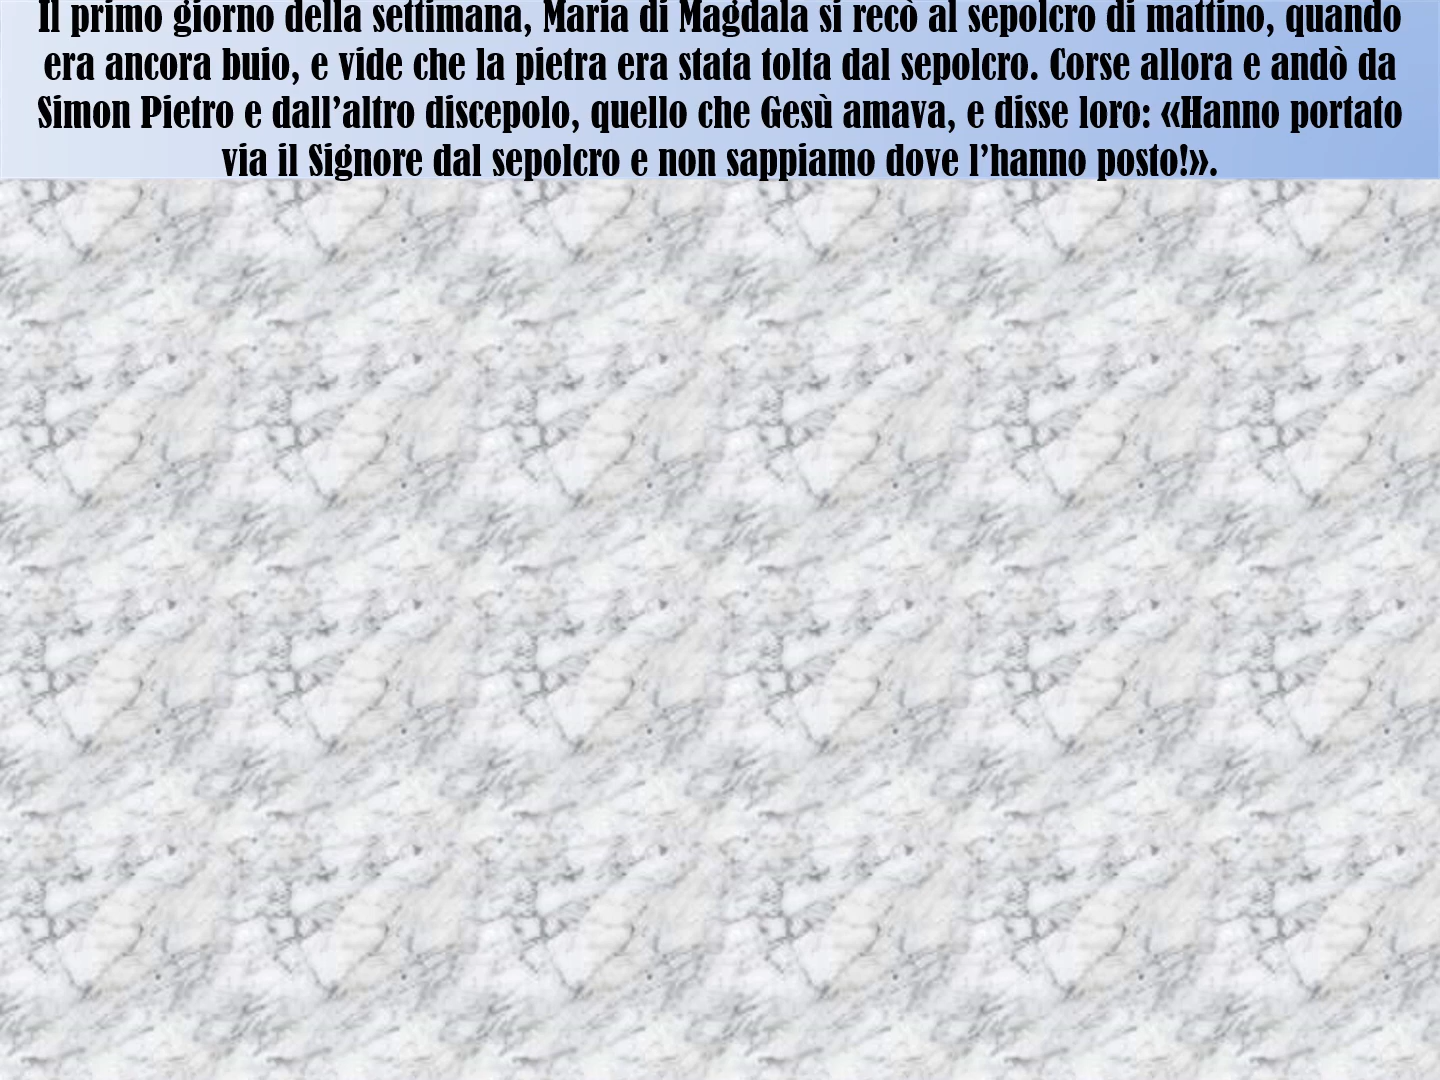 Il primo giorno della settimana, Maria di Magdala si recò al sepolcro di mattino, quando
era ancora buio, e vide che la pietra era stata tolta dal sepolcro. Corse allora e andò da
Simon Pietro e dall’altro discepolo, quello che Gesù amava, e disse loro: «Hanno portato
via il Signore dal sepolcro e non sappiamo dove l’hanno posto!».